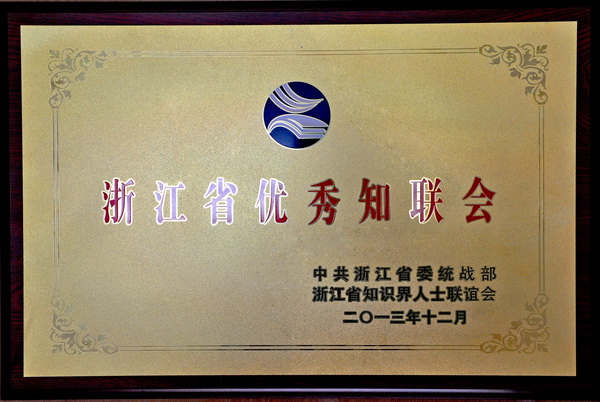 浙江省优秀知联会
中共浙江省委统战部
浙江省知识界人士联谊会
二〇一三年十二月